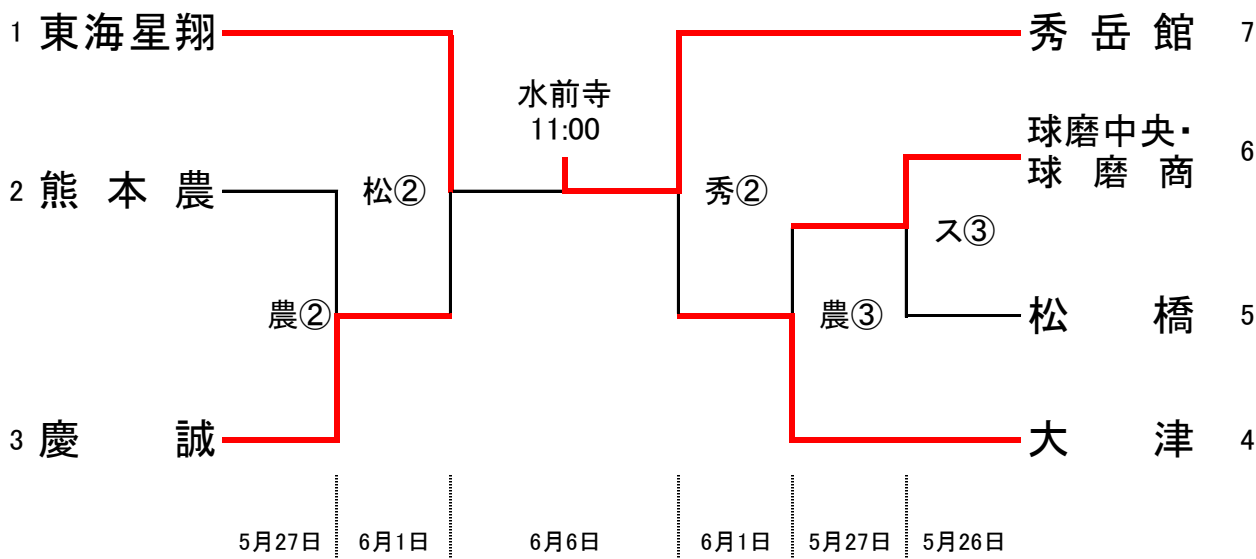 1 東海星翔
秀岳館 7
水前寺
11:00
球磨中央・
球磨商 6
2 熊本農
松②
秀②
ス③
農②
農③
松橋 5
3 慶誠
大津 4
5月27日 6月1日 6月6日 6月1日 5月27日 5月26日